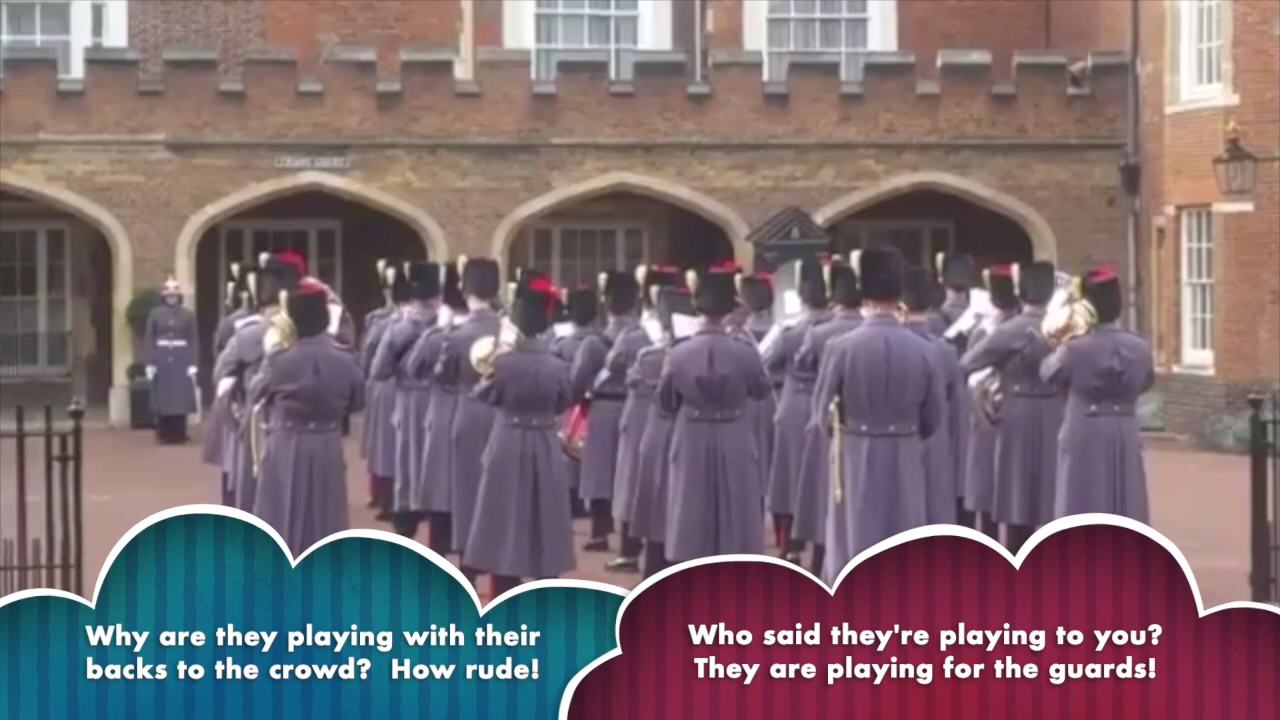 Why are they playing with their
backs to the crowd?  How rude!
Who said they're playing to you?
They are playing for the guards!